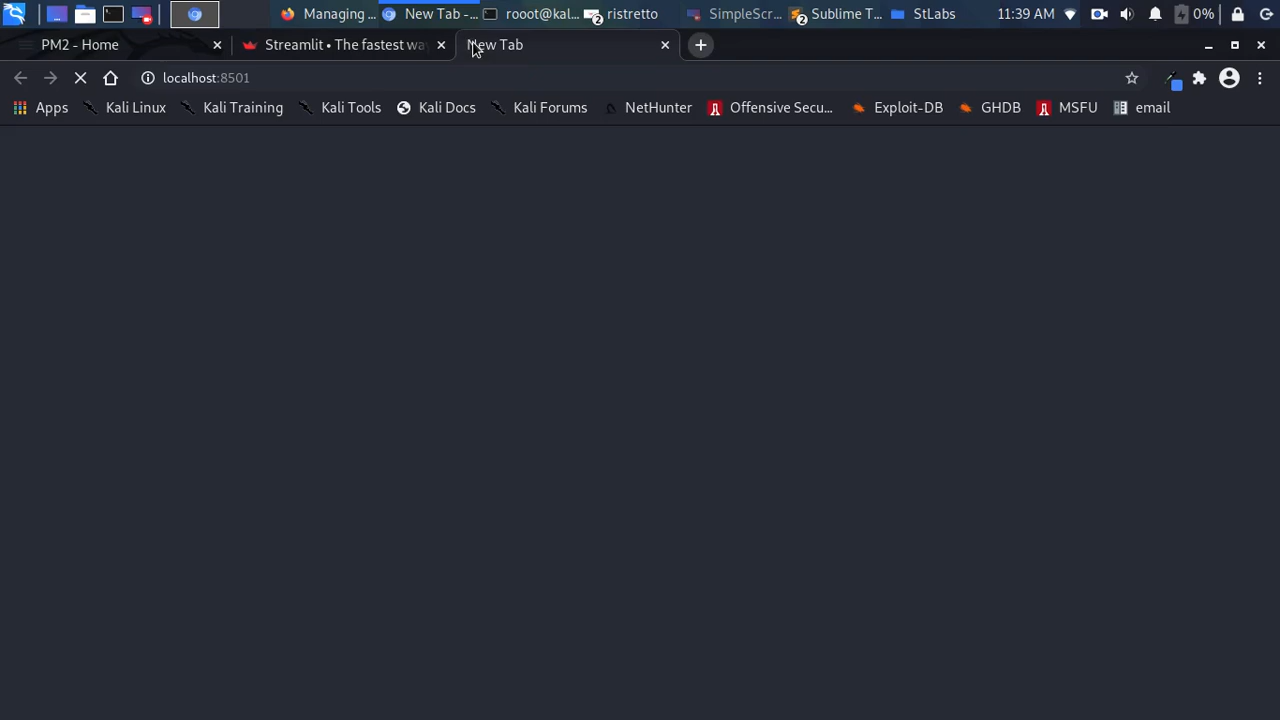 Managing ...
New Tab - ...
rooot@kal...
2
ristretto
SimpleScr...
2
Sublime T...
StLabs
11:39 AM
0%
PM2 - Home
Streamlit • The fastest wa
New Tab
localhost:8501
Apps
Kali Linux
Kali Training
Kali Tools
Kali Docs
Kali Forums
NetHunter
Offensive Secu...
Exploit-DB
GHDB
MSFU
email